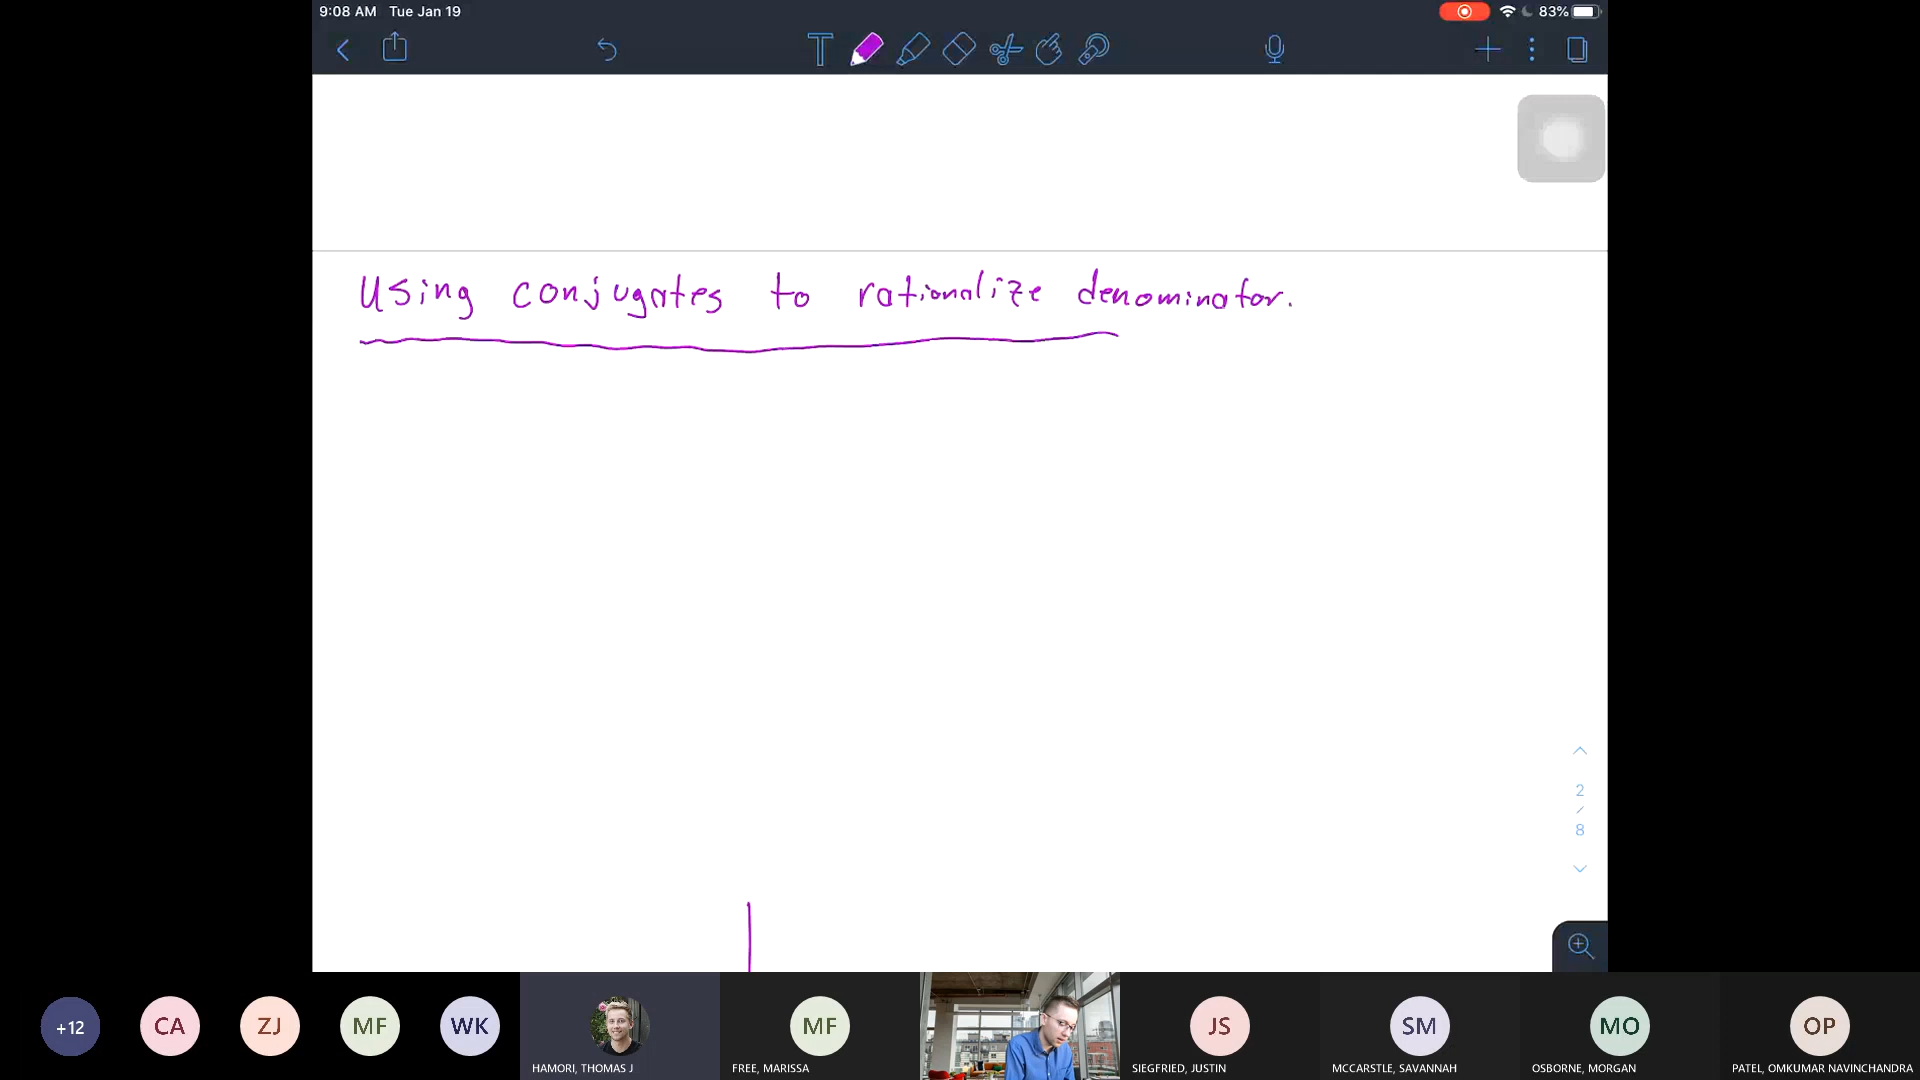 9:08 AM Tue Jan 19
83%
T
Using conjugates to rationalize denominator.
2
8
+12
CA
ZJ
MF
WK
HAMORI, THOMAS J
MF
FREE, MARISSA
JS
SIEGFRIED, JUSTIN
SM
MCCARSTLE, SAVANNAH
MO
OSBORNE, MORGAN
OP
PATEL, OMKUMAR NAVINCHANDRA